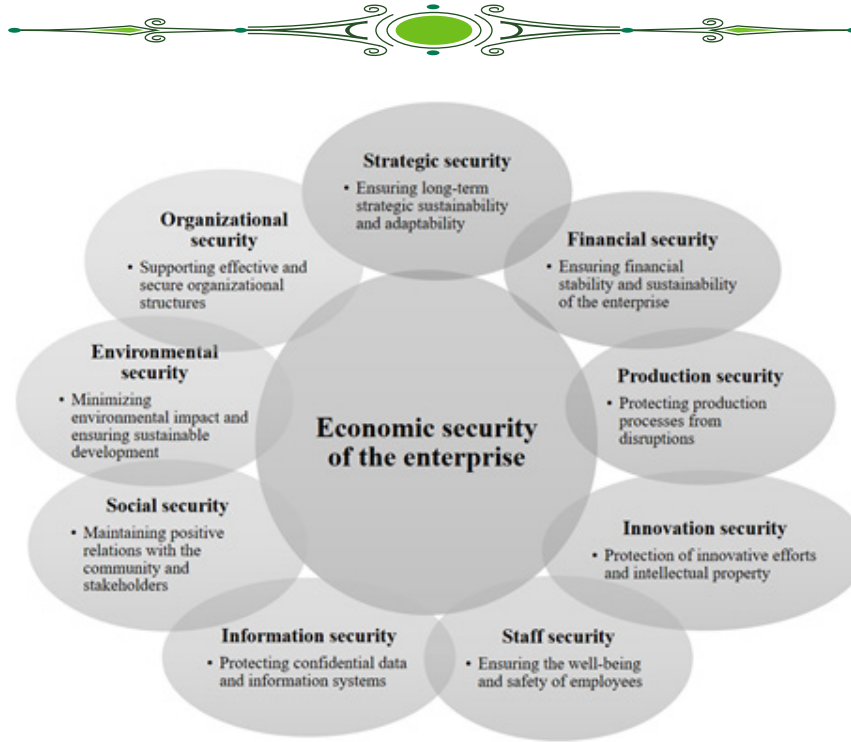 Strategic security
• Ensuring long-term
strategic sustainability
and adaptability
Financial security
• Ensuring financial
stability and sustainability
of the enterprise
Production security
• Protecting production
processes from
disruptions
Innovation security
• Protection of innovative efforts
and intellectual property
Staff security
• Ensuring the well-being
and safety of employees
Information security
• Protecting confidential data
and information systems
Social security
• Maintaining positive
relations with the
community and
stakeholders
Environmental
security
• Minimizing
environmental impact and
ensuring sustainable
development
Organizational
security
• Supporting effective and
secure organizational
structures
Economic security
of the enterprise